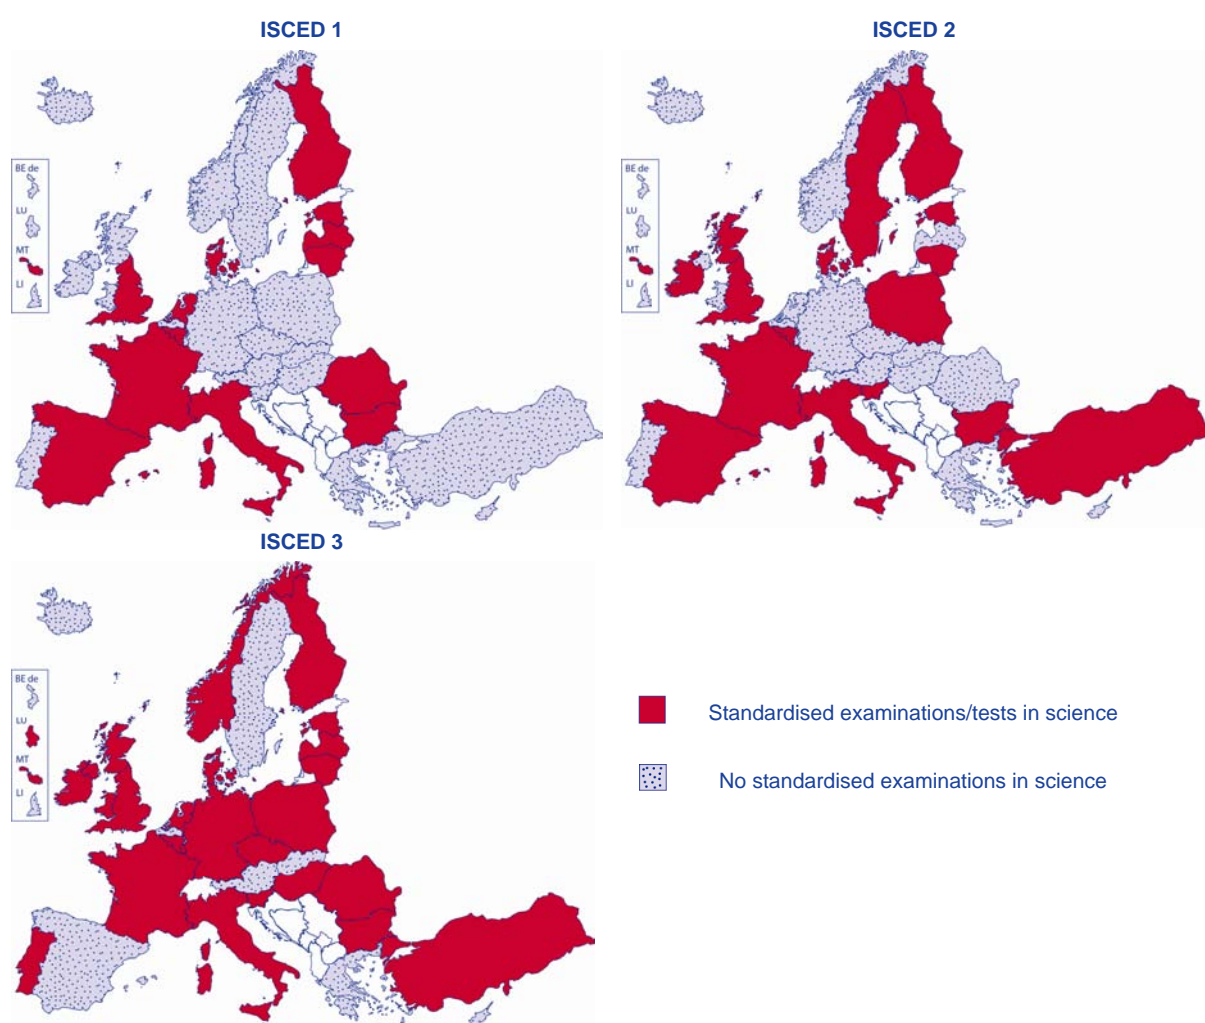 ISCED 1
BE de
LU
MT
LI
ISCED 2
BE de
LU
MT
LI
ISCED 3
BE de
LU
MT
LI
Standardised examinations/tests in science
No standardised examinations in science